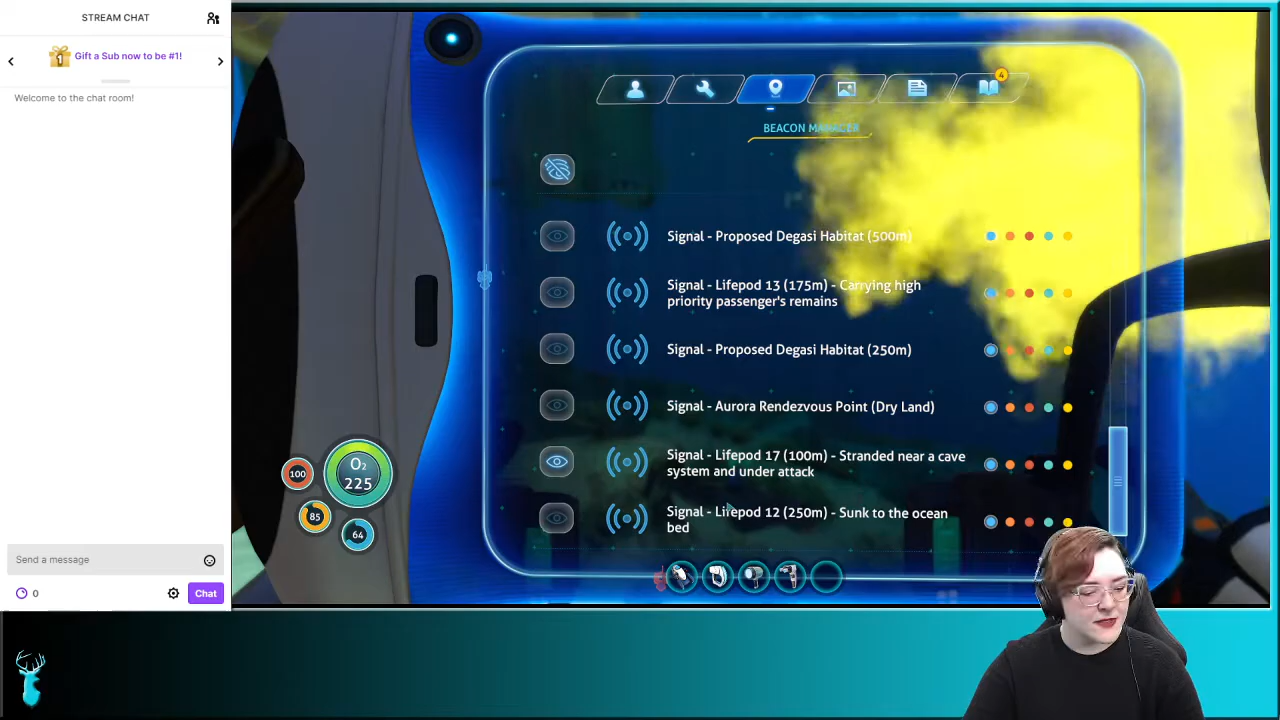 STREAM CHAT
1
Gift a Sub now to be #1!
Welcome to the chat room!
Send a message
0
Chat
4
BEACON MANAGER
Signal - Proposed Degasi Habitat (500m)
Signal - Lifepod 13 (175m) - Carrying high
priority passenger's remains
Signal - Proposed Degasi Habitat (250m)
Signal - Aurora Rendezvous Point (Dry Land)
Signal - Lifepod 17 (100m) - Stranded near a cave
system and under attack
Signal - Lifepod 12 (250m) - Sunk to the ocean
bed
O₂
225
100
85
64